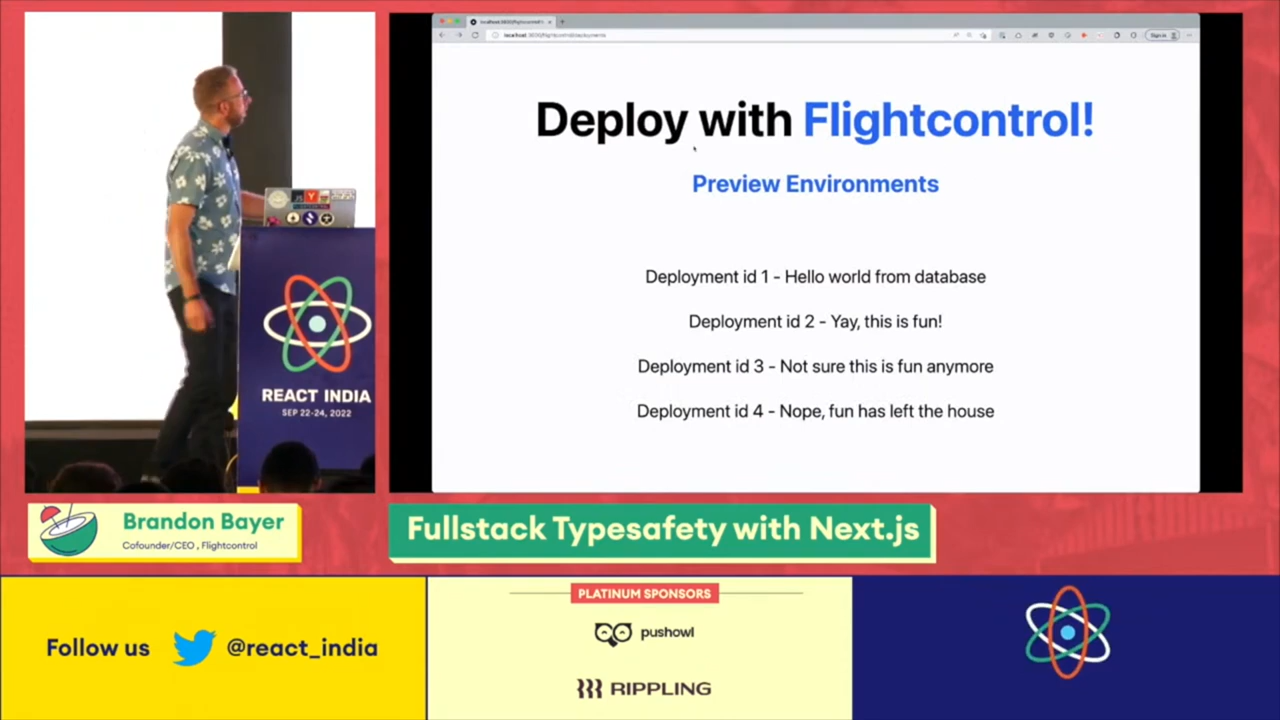 Deploy with Flightcontrol!
Preview Environments
Deployment id 1 - Hello world from database
Deployment id 2 - Yay, this is fun!
Deployment id 3 - Not sure this is fun anymore
Deployment id 4 - Nope, fun has left the house
REACT INDIA
SEP 22-24, 2022
Brandon Bayer
Cofounder/CEO , Flightcontrol
Fullstack Typesafety with Next.js
Follow us @react_india
PLATINUM SPONSORS
pushowl
RIPPLING